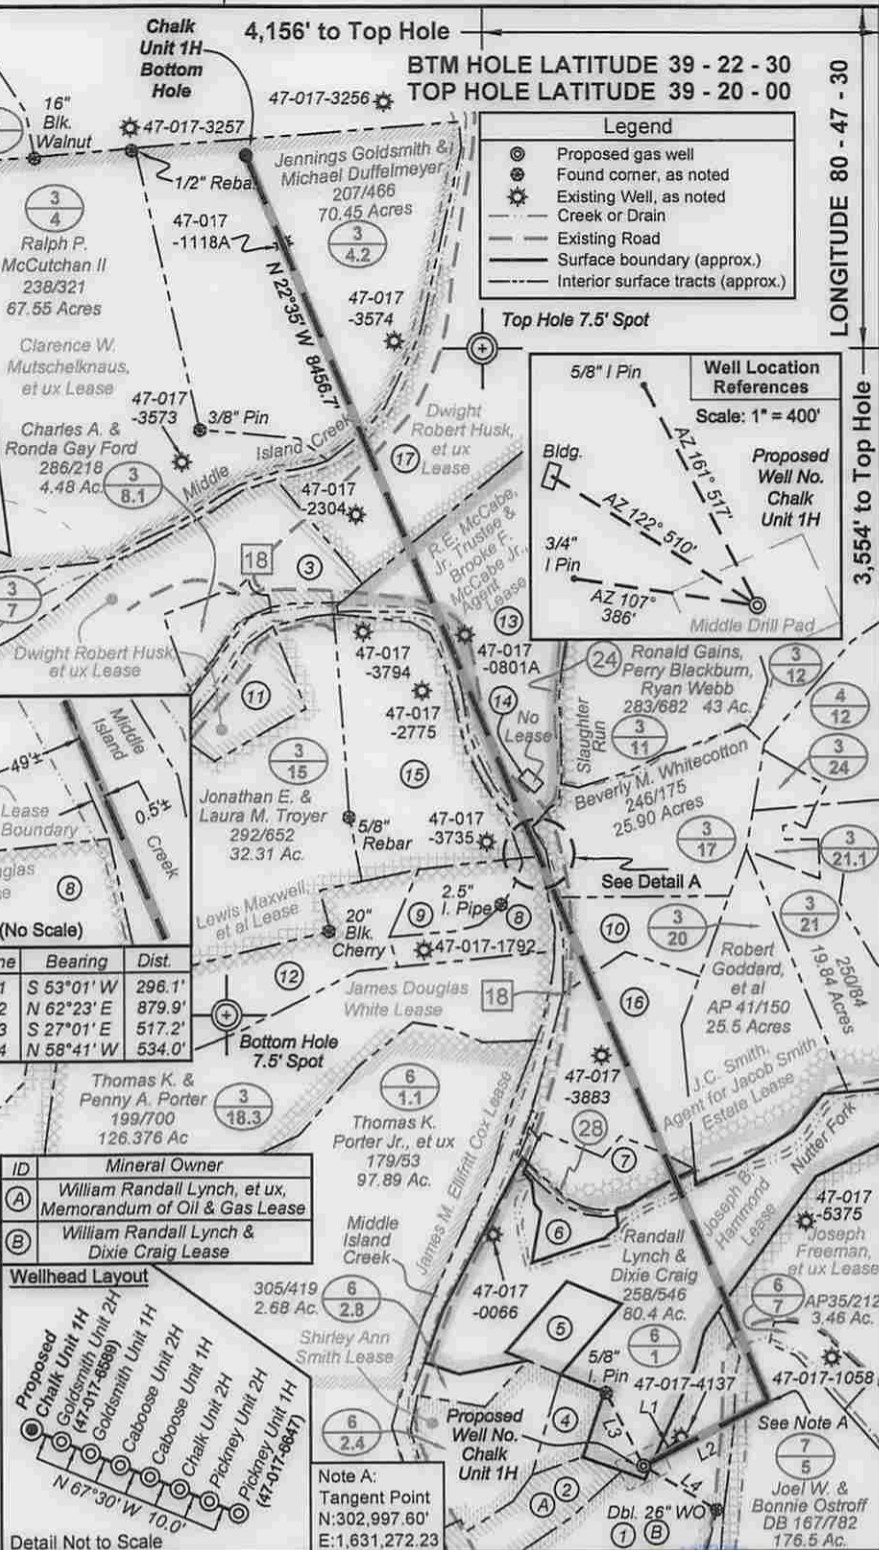 Chalk
Unit 1H
Bottom
Hole
4,156' to Top Hole
BTM HOLE LATITUDE 39 - 22 - 30
TOP HOLE LATITUDE 39 - 20 - 00
LONGITUDE 80 - 47 - 30
3,554' to Top Hole
16"
Blk.
Walnut
47-017-3257
47-017-3256
1/2" Reba
Jennings Goldsmith &
Michael Duffelmeyer
207/466
70.45 Acres
3
4.2
Legend
Proposed gas well
Found corner, as noted
Existing Well, as noted
Creek or Drain
Existing Road
Surface boundary (approx.)
Interior surface tracts (approx.)
3
4
Ralph P.
McCutchan II
238/321
67.55 Acres
47-017
-1118A
N 22°35' W 8456.7'
47-017
-3574
Top Hole 7.5' Spot
Clarence W.
Mutschelknaus,
et ux Lease
47-017
-3573
3/8" Pin
Charles A. &
Ronda Gay Ford
286/218
4.48 Ac.
3
8.1
Middle Island Creek
Dwight
Robert Husk,
et ux
Lease
17
47-017
-2304
Well Location
References
Scale: 1" = 400'
5/8" I Pin
AZ 161° 517'
Bldg.
AZ 122° 510'
3/4"
I Pin
AZ 107°
386'
Proposed
Well No.
Chalk
Unit 1H
Middle Drill Pad
R.E. McCabe,
Jr., Trustee &
Brooke F.
McCabe Jr.,
Agent
Lease
13
18
3
3
7
Dwight Robert Husk,
et ux Lease
47-017
-3794
47-017
-0801A
24
Ronald Gains,
Perry Blackburn,
Ryan Webb
283/682 43 Ac.
3
12
4
12
11
47-017
-2775
14
No
Lease
Slaughter
Run
3
11
3
24
3
15
15
Jonathan E. &
Laura M. Troyer
292/652
32.31 Ac.
Beverly M. Whitecotton
246/175
25.90 Acres
3
17
3
21.1
5/8"
Rebar
47-017
-3735
See Detail A
49'±
Middle
Island
Creek
0.5'±
Lease
Boundary
glas
e
8
(No Scale)
Lewis Maxwell,
et al Lease
2.5"
I. Pipe
9
8
20"
Blk.
Cherry
47-017-1792
10
3
20
3
21
250/84
19.84 Acres
Robert
Goddard,
et al
AP 41/150
25.5 Acres
ne Bearing Dist.
1 S 53°01' W 296.1'
2 N 62°23' E 879.9'
3 S 27°01' E 517.2'
4 N 58°41' W 534.0'
12
James Douglas
White Lease
18
16
Bottom Hole
7.5' Spot
47-017
-3883
J.C. Smith,
Agent for Jacob Smith
Estate Lease
Thomas K. &
Penny A. Porter
199/700
126.376 Ac
3
18.3
6
1.1
Thomas K.
Porter Jr., et ux
179/53
97.89 Ac.
James M. Ellifritt Cox Lease
28
7
Nutter Fork
ID Mineral Owner
A William Randall Lynch, et ux,
Memorandum of Oil & Gas Lease
B William Randall Lynch &
Dixie Craig Lease
6
Joseph B.
Hammond
Lease
47-017
-5375
Joseph
Freeman,
et ux Lease
Middle
Island
Creek
Randall
Lynch &
Dixie Craig
258/546
80.4 Ac.
6
1
47-017
-0066
305/419
2.68 Ac.
6
2.8
Shirley Ann
Smith Lease
6
7
AP35/212
3.46 Ac.
5
5/8"
I. Pin
47-017-4137
47-017-1058
Wellhead Layout
Proposed
Chalk Unit 1H
Goldsmith Unit 2H
(47-017-6589)
Goldsmith Unit 1H
Caboose Unit 2H
Caboose Unit 1H
Chalk Unit 2H
Pickney Unit 2H
Pickney Unit 1H
(47-017-6647)
N 67°30' W 10.0'
Detail Not to Scale
6
2.4
Proposed
Well No.
Chalk
Unit 1H
4
L3
L1
L2
L4
See Note A
7
5
Joel W. &
Bonnie Ostroff
DB 167/782
176.5 Ac.
Note A:
Tangent Point
N:302,997.60'
E:1,631,272.23
A
2
Dbl. 26" WO
1
B